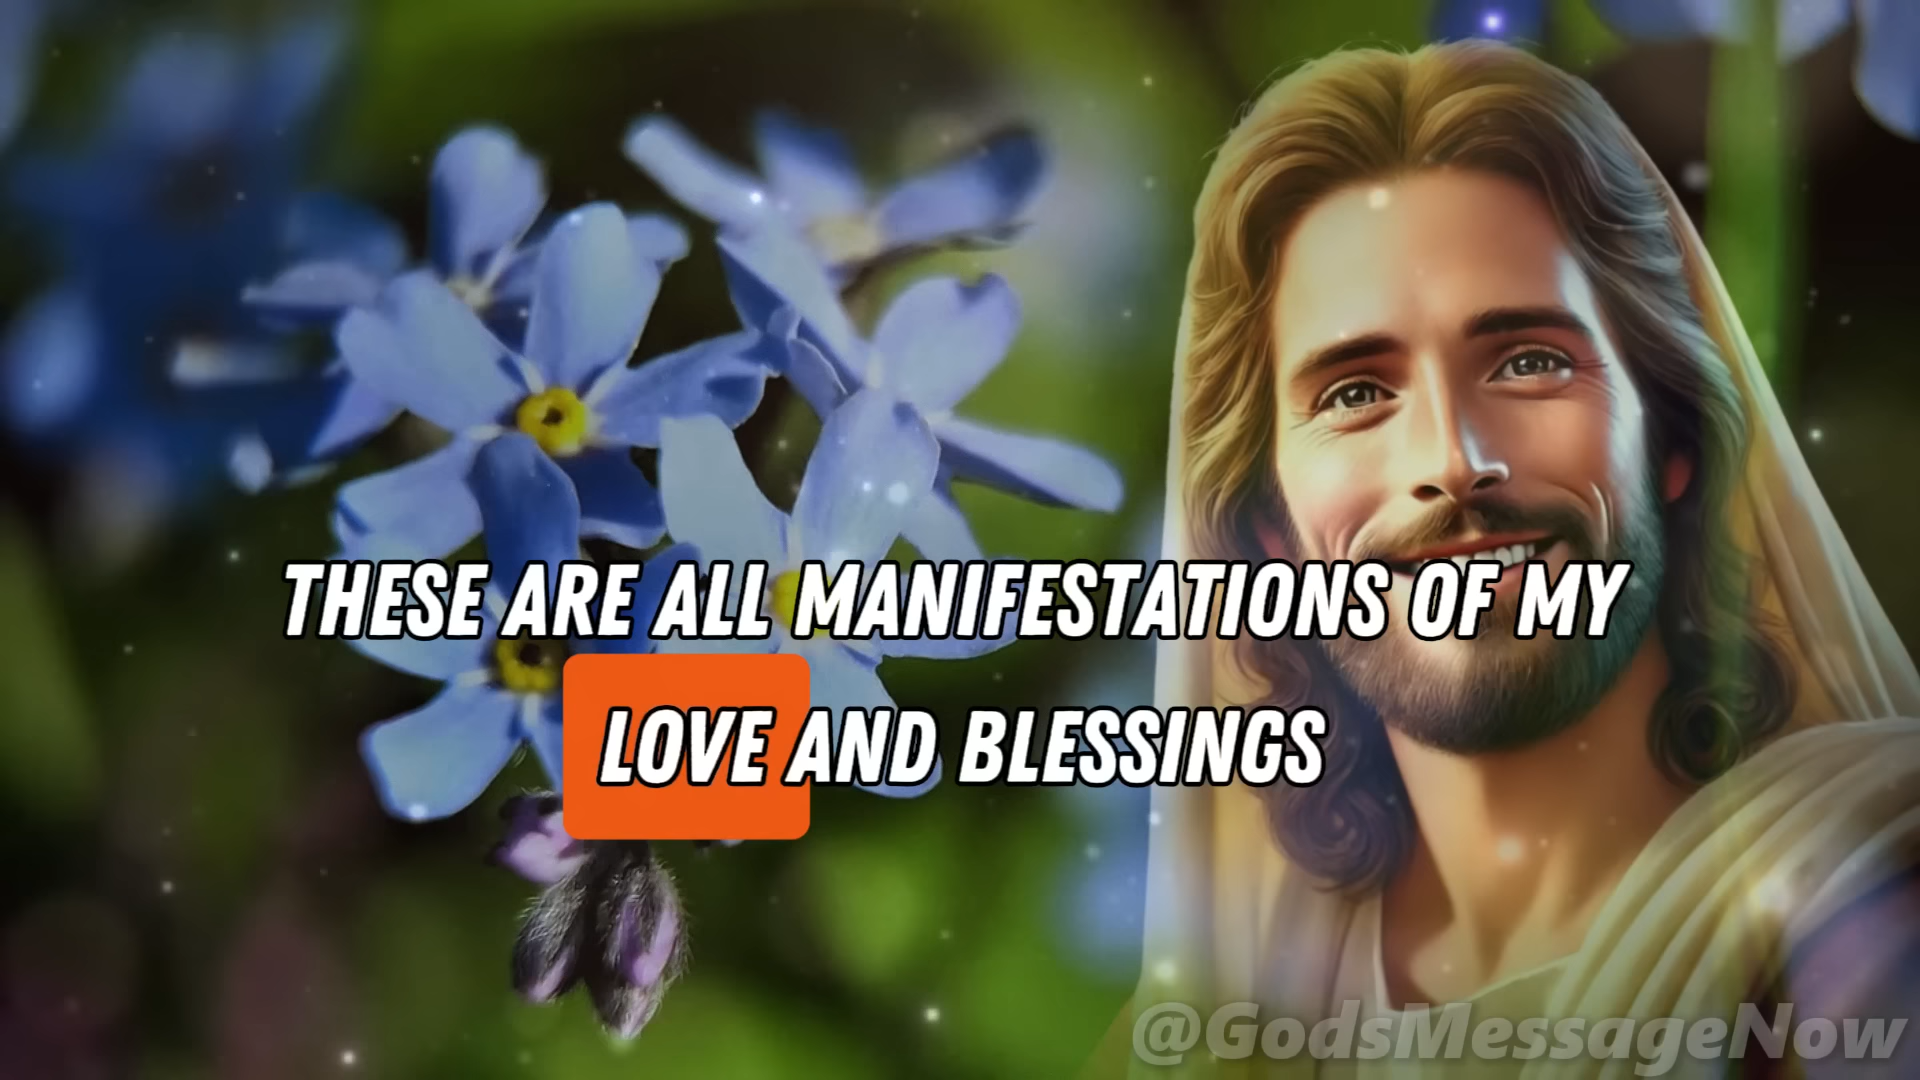 THESE ARE ALL MANIFESTATIONS OF MY
LOVE AND BLESSINGS
@GodsMessageNow